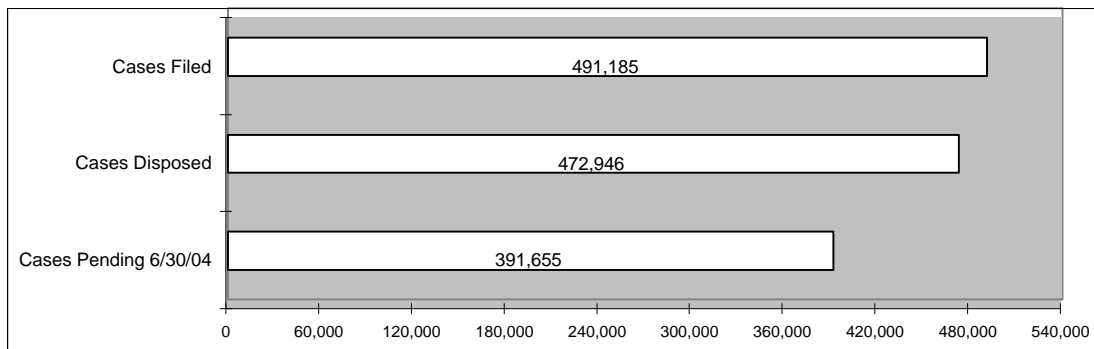 Cases Filed
491,185
Cases Disposed
472,946
Cases Pending 6/30/04
391,655
0 60,000 120,000 180,000 240,000 300,000 360,000 420,000 480,000 540,000